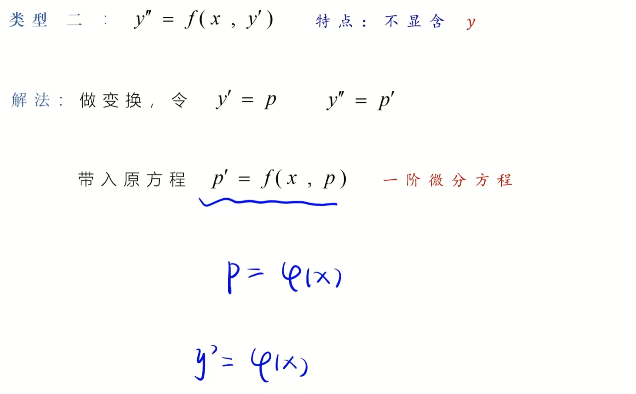 类型二: y″ = f(x, y′) 特点:不显含 y
解法:做变换,令 y′ = p y″ = p′
带入原方程 p′ = f(x, p) 一阶微分方程
p = φ(x)
y′ = φ(x)